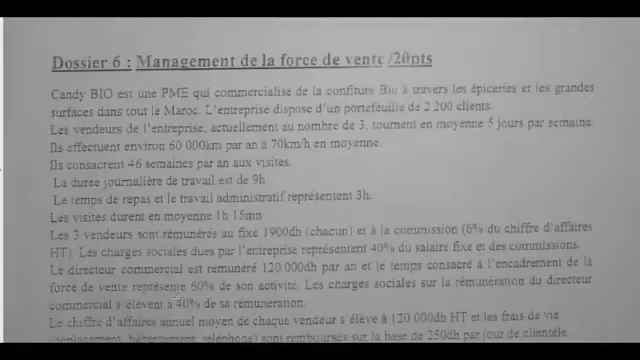 Dossier 6 : Management de la force de vente /20pts
Candy BIO est une PME qui commercialise de la confiture Bio à travers les épiceries et les grandes
surfaces dans tout le Maroc. L'entreprise dispose d'un portefeuille de 2 200 clients.
Les vendeurs de l'entreprise, actuellement au nombre de 3, tournent en moyenne 5 jours par semaine.
Ils effectuent environ 60 000km par an à 70km/h en moyenne.
Ils consacrent 46 semaines par an aux visites.
La durée journalière de travail est de 9h
Le temps de repas et le travail administratif représentent 3h.
Les visites durent en moyenne 1h 15mn
Les 3 vendeurs sont rémunérés au fixe 1900dh (chacun) et à la commission (6% du chiffre d'affaires
HT). Les charges sociales dues par l'entreprise représentent 40% du salaire fixe et des commissions.
Le directeur commercial est rémunéré 120 000dh par an et le temps consacré à l'encadrement de la
force de vente représente 60% de son activité. Les charges sociales sur la rémunération du directeur
commercial s'élèvent à 40% de sa rémunération.
Le chiffre d'affaires annuel moyen de chaque vendeur s'élève à 120 000dh HT et les frais de vie
(déplacement, hébergement, téléphone) sont remboursés sur la base de 250dh par jour de clientèle.